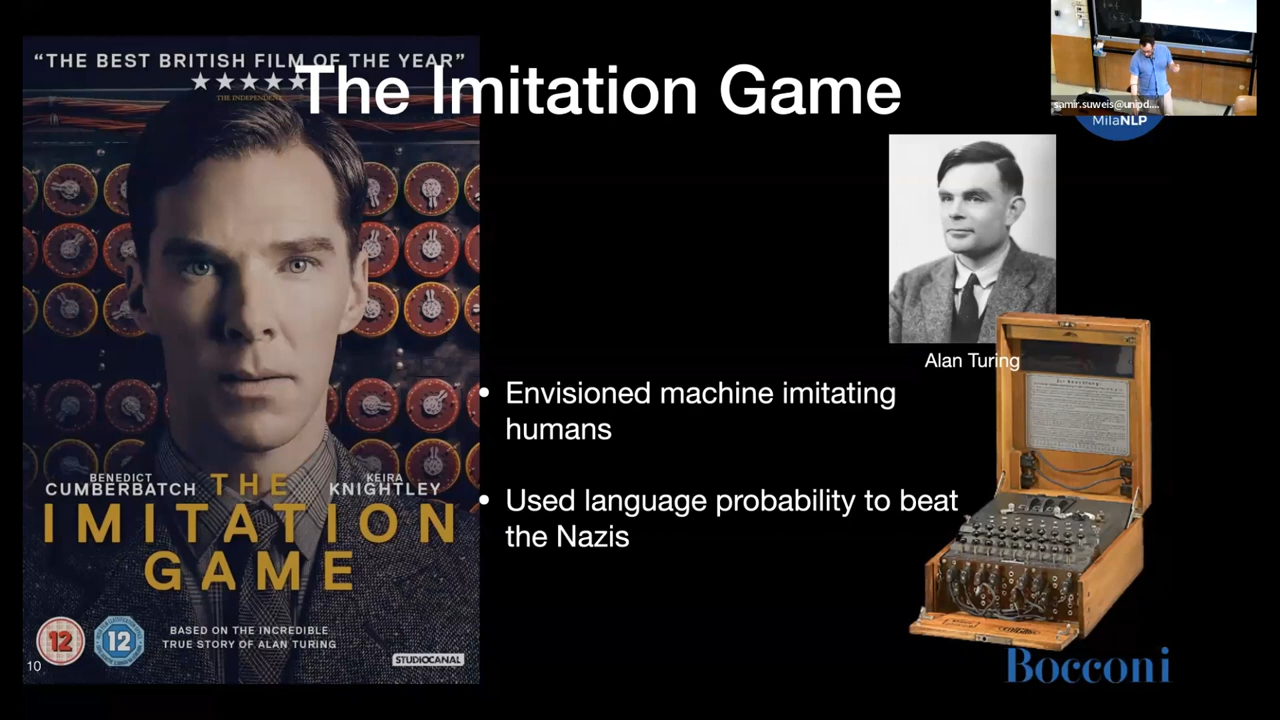 "THE BEST BRITISH FILM OF THE YEAR"
THE INDEPENDENT
The Imitation Game
samir.suweis@unipd....
MilaNLP
Alan Turing
• Envisioned machine imitating
humans
• Used language probability to beat
the Nazis
BENEDICT
CUMBERBATCH
KEIRA
KNIGHTLEY
THE
IMITATION
GAME
12
12
BASED ON THE INCREDIBLE
TRUE STORY OF ALAN TURING
STUDIOCANAL
10
Bocconi